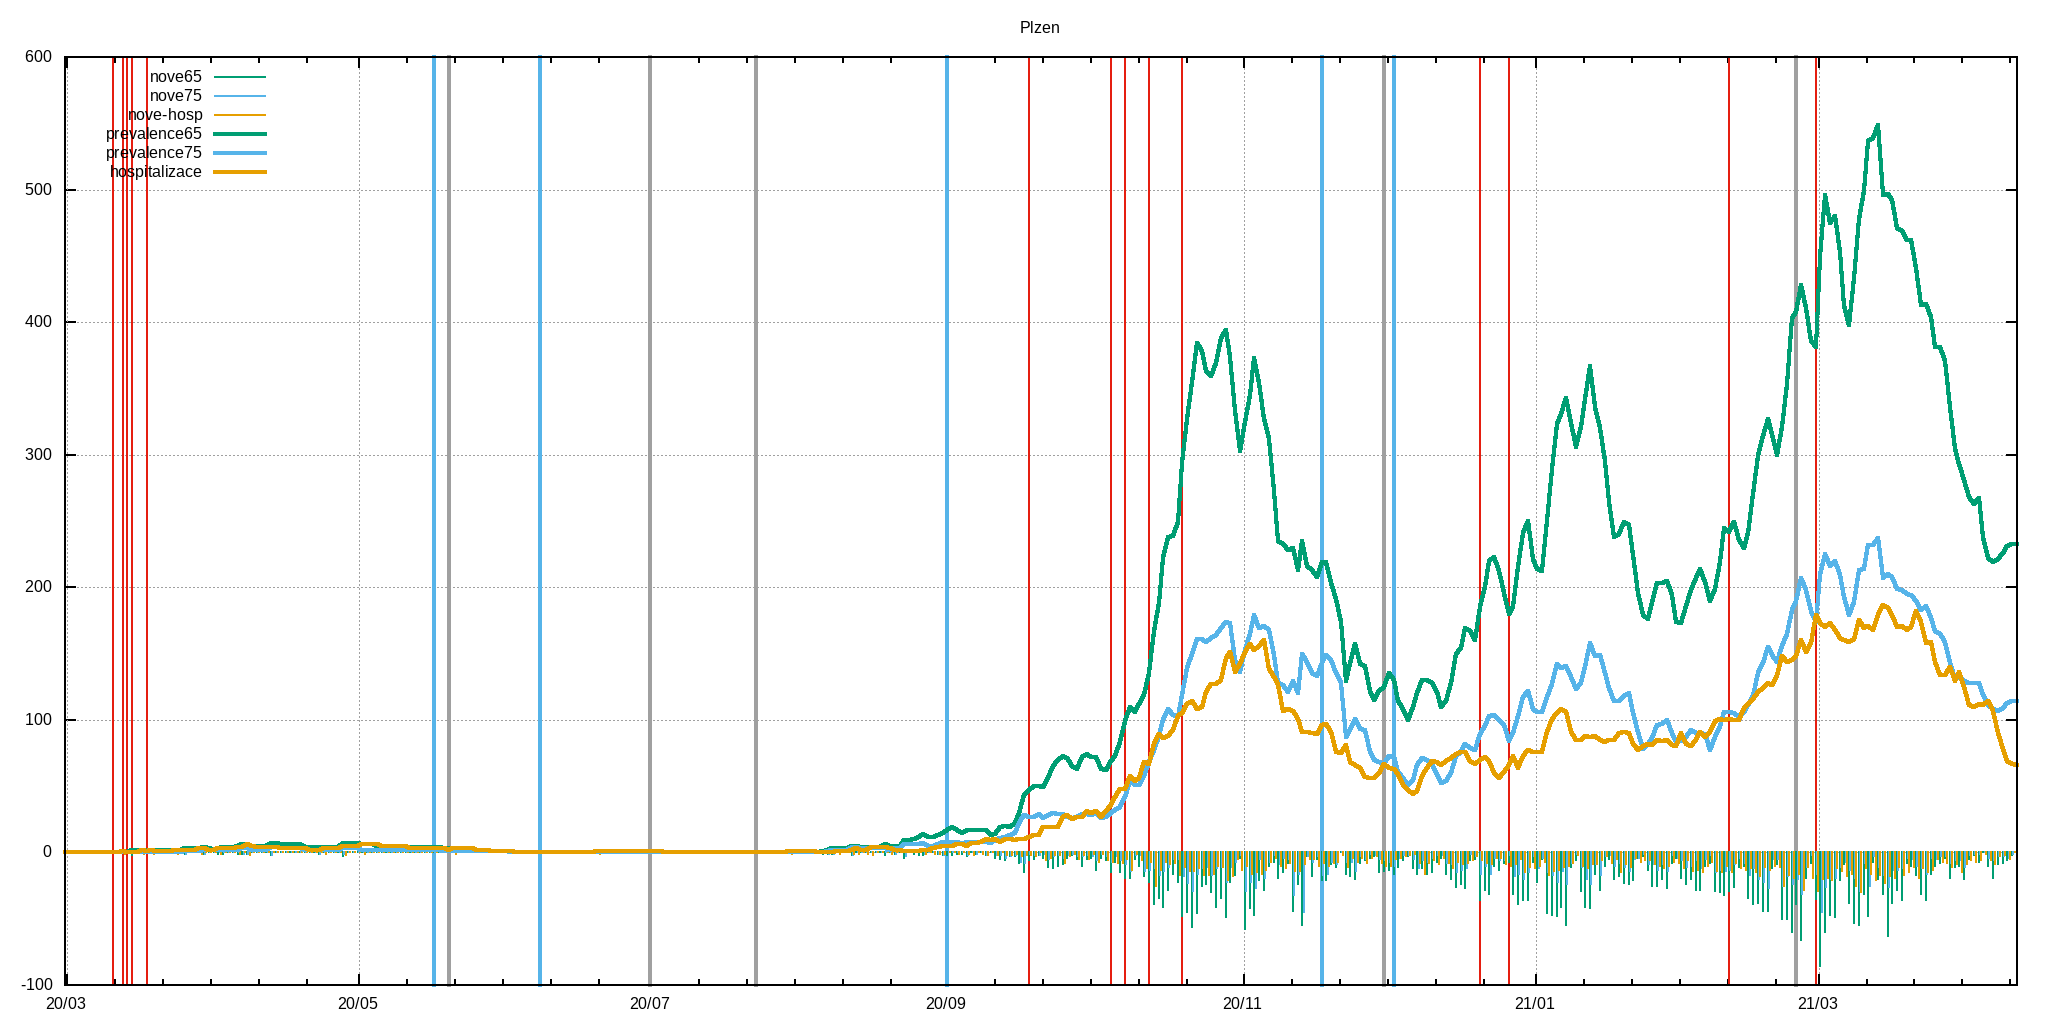 Plzen
600
500
400
300
200
100
0
-100
nove65
nove75
nove-hosp
prevalence65
prevalence75
hospitalizace
20/03 20/05 20/07 20/09 20/11 21/01 21/03